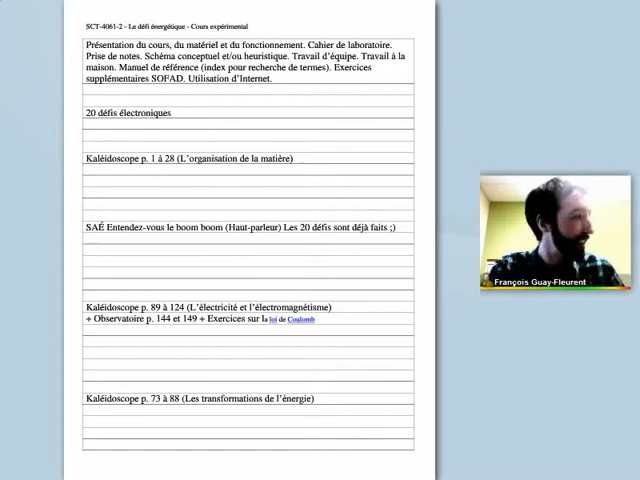 SCT-4061-2 - Le défi énergétique - Cours expérimental
Présentation du cours, du matériel et du fonctionnement. Cahier de laboratoire.
Prise de notes. Schéma conceptuel et/ou heuristique. Travail d'équipe. Travail à la
maison. Manuel de référence (index pour recherche de termes). Exercices
supplémentaires SOFAD. Utilisation d'Internet.
20 défis électroniques
Kaléidoscope p. 1 à 28 (L'organisation de la matière)
SAÉ Entendez-vous le boom boom (Haut-parleur) Les 20 défis sont déjà faits ;)
Kaléidoscope p. 89 à 124 (L'électricité et l'électromagnétisme)
+ Observatoire p. 144 et 149 + Exercices sur la loi de Coulomb
Kaléidoscope p. 73 à 88 (Les transformations de l'énergie)
François Guay-Fleurent